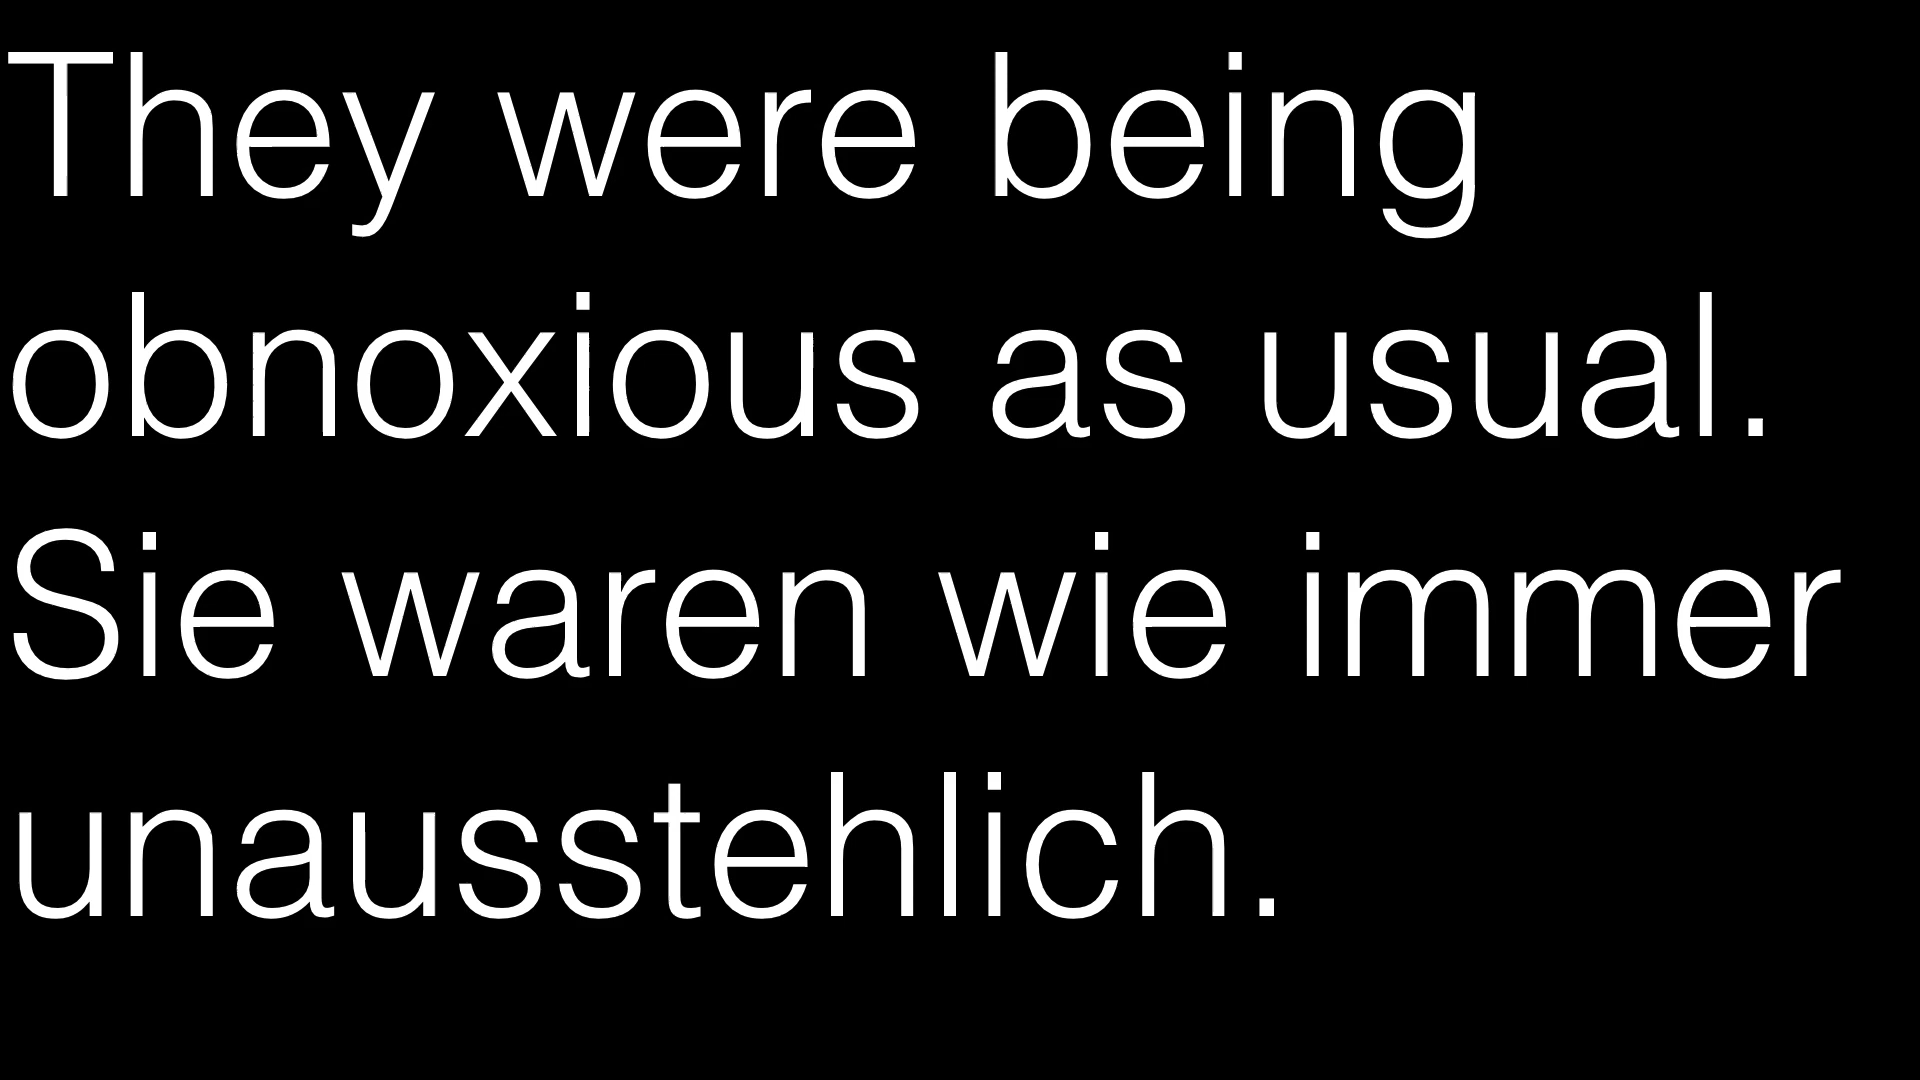 They were being
obnoxious as usual.
Sie waren wie immer
unausstehlich.